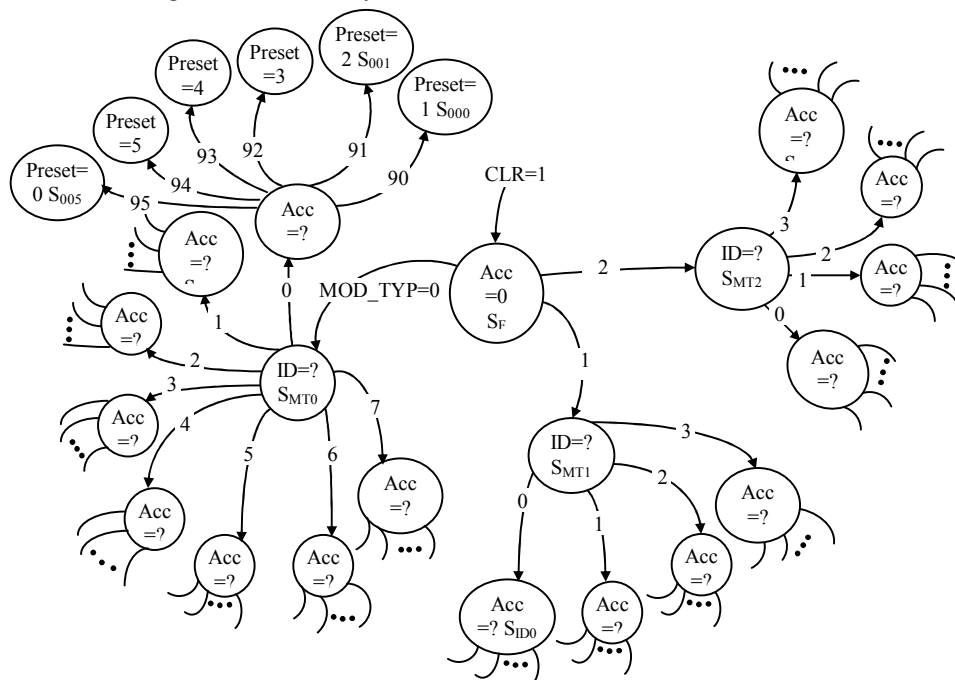 Preset=
2 S001
Preset
=3
Preset
=4
Preset=
1 S000
Preset
=5
Preset=
0 S005
95
94
93
92
91
90
Acc
=?
Acc
=?
0
1
CLR=1
MOD_TYP=0
Acc
=0
SF
2
1
ID=?
SMT2
3
2
1
0
Acc
=?
Acc
=?
Acc
=?
Acc
=?
ID=?
SMT0
2
3
4
5
6
7
Acc
=?
Acc
=?
Acc
=?
Acc
=?
Acc
=?
Acc
=?
ID=?
SMT1
0
1
2
3
Acc
=? SID0
Acc
=?
Acc
=?
Acc
=?